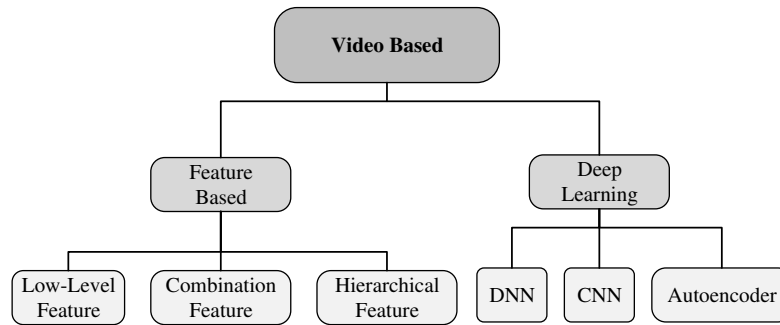 Video Based
Feature
Based
Deep
Learning
Low-Level
Feature
Combination
Feature
Hierarchical
Feature
DNN
CNN
Autoencoder